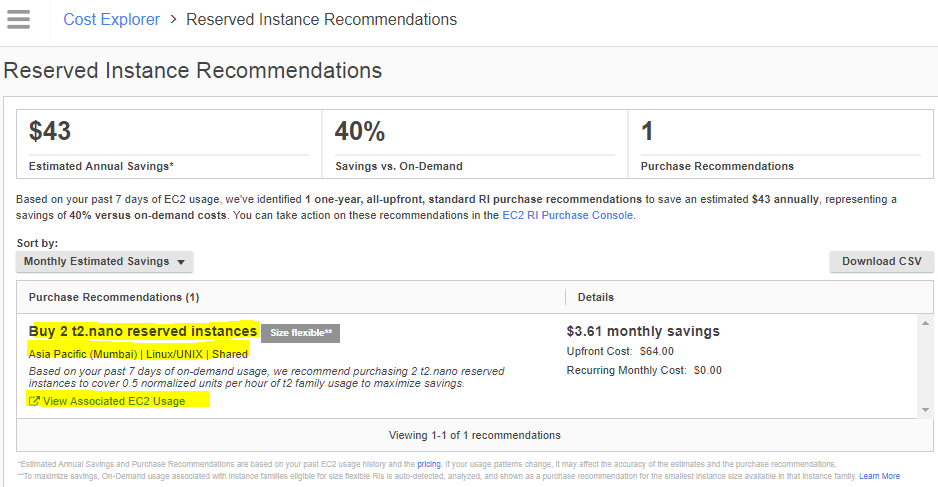 Cost Explorer > Reserved Instance Recommendations
Reserved Instance Recommendations
$43
Estimated Annual Savings*
40%
Savings vs. On-Demand
1
Purchase Recommendations
Based on your past 7 days of EC2 usage, we've identified 1 one-year, all-upfront, standard RI purchase recommendations to save an estimated $43 annually, representing a
savings of 40% versus on-demand costs. You can take action on these recommendations in the EC2 RI Purchase Console.
Sort by:
Monthly Estimated Savings
Download CSV
Purchase Recommendations (1)
Details
Buy 2 t2.nano reserved instances
Size flexible**
Asia Pacific (Mumbai) | Linux/UNIX | Shared
Based on your past 7 days of on-demand usage, we recommend purchasing 2 t2.nano reserved
instances to cover 0.5 normalized units per hour of t2 family usage to maximize savings.
View Associated EC2 Usage
$3.61 monthly savings
Upfront Cost: $64.00
Recurring Monthly Cost: $0.00
Viewing 1-1 of 1 recommendations
*Estimated Annual Savings and Purchase Recommendations are based on your past EC2 usage history and the pricing. If your usage patterns change, it may affect the accuracy of the estimates and the purchase recommendations.
**To maximize savings, On-Demand usage associated with instance families eligible for size flexible RIs is auto-detected, analyzed, and shown as a purchase recommendation for the smallest instance size available in that instance family. Learn More